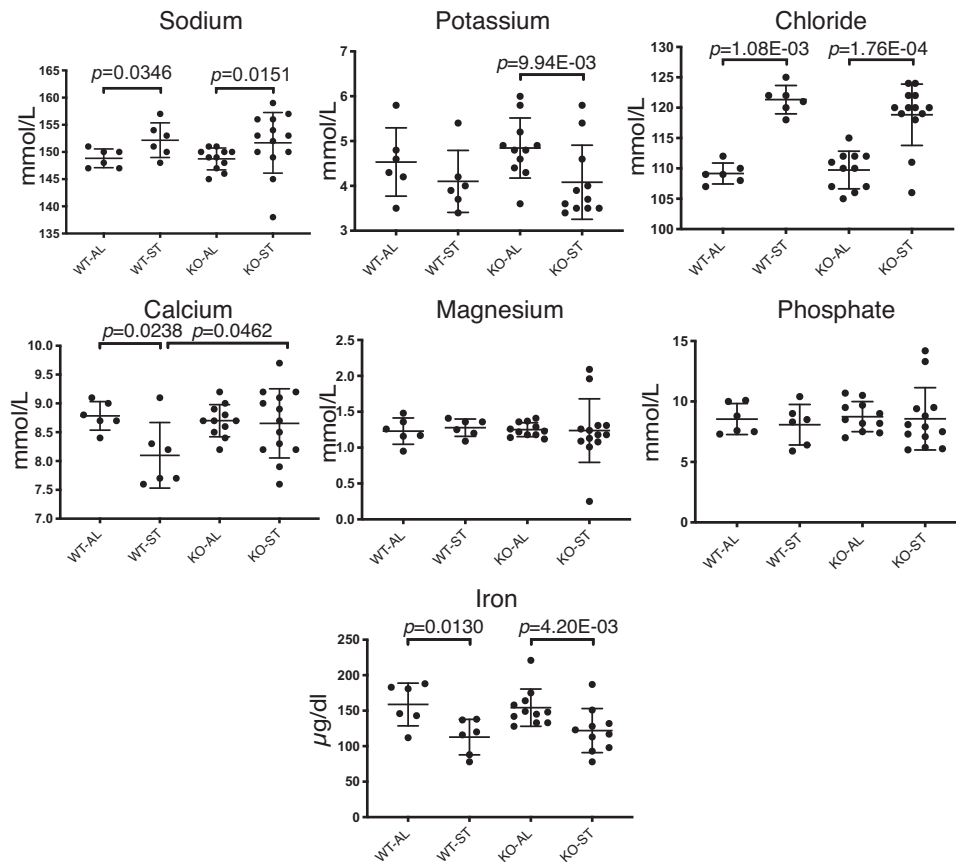 Sodium
p=0.0346 p=0.0151
mmol/L
165
160
155
150
145
140
135
WT-AL WT-ST KO-AL KO-ST
Potassium
p=9.94E-03
mmol/L
7
6
5
4
3
WT-AL WT-ST KO-AL KO-ST
Chloride
p=1.08E-03 p=1.76E-04
mmol/L
130
120
110
100
WT-AL WT-ST KO-AL KO-ST
Calcium
p=0.0238 p=0.0462
mmol/L
10.0
9.5
9.0
8.5
8.0
7.5
7.0
WT-AL WT-ST KO-AL KO-ST
Magnesium
mmol/L
2.5
2.0
1.5
1.0
0.5
0.0
WT-AL WT-ST KO-AL KO-ST
Phosphate
mmol/L
15
10
5
0
WT-AL WT-ST KO-AL KO-ST
Iron
p=0.0130 p=4.20E-03
µg/dl
250
200
150
100
50
0
WT-AL WT-ST KO-AL KO-ST